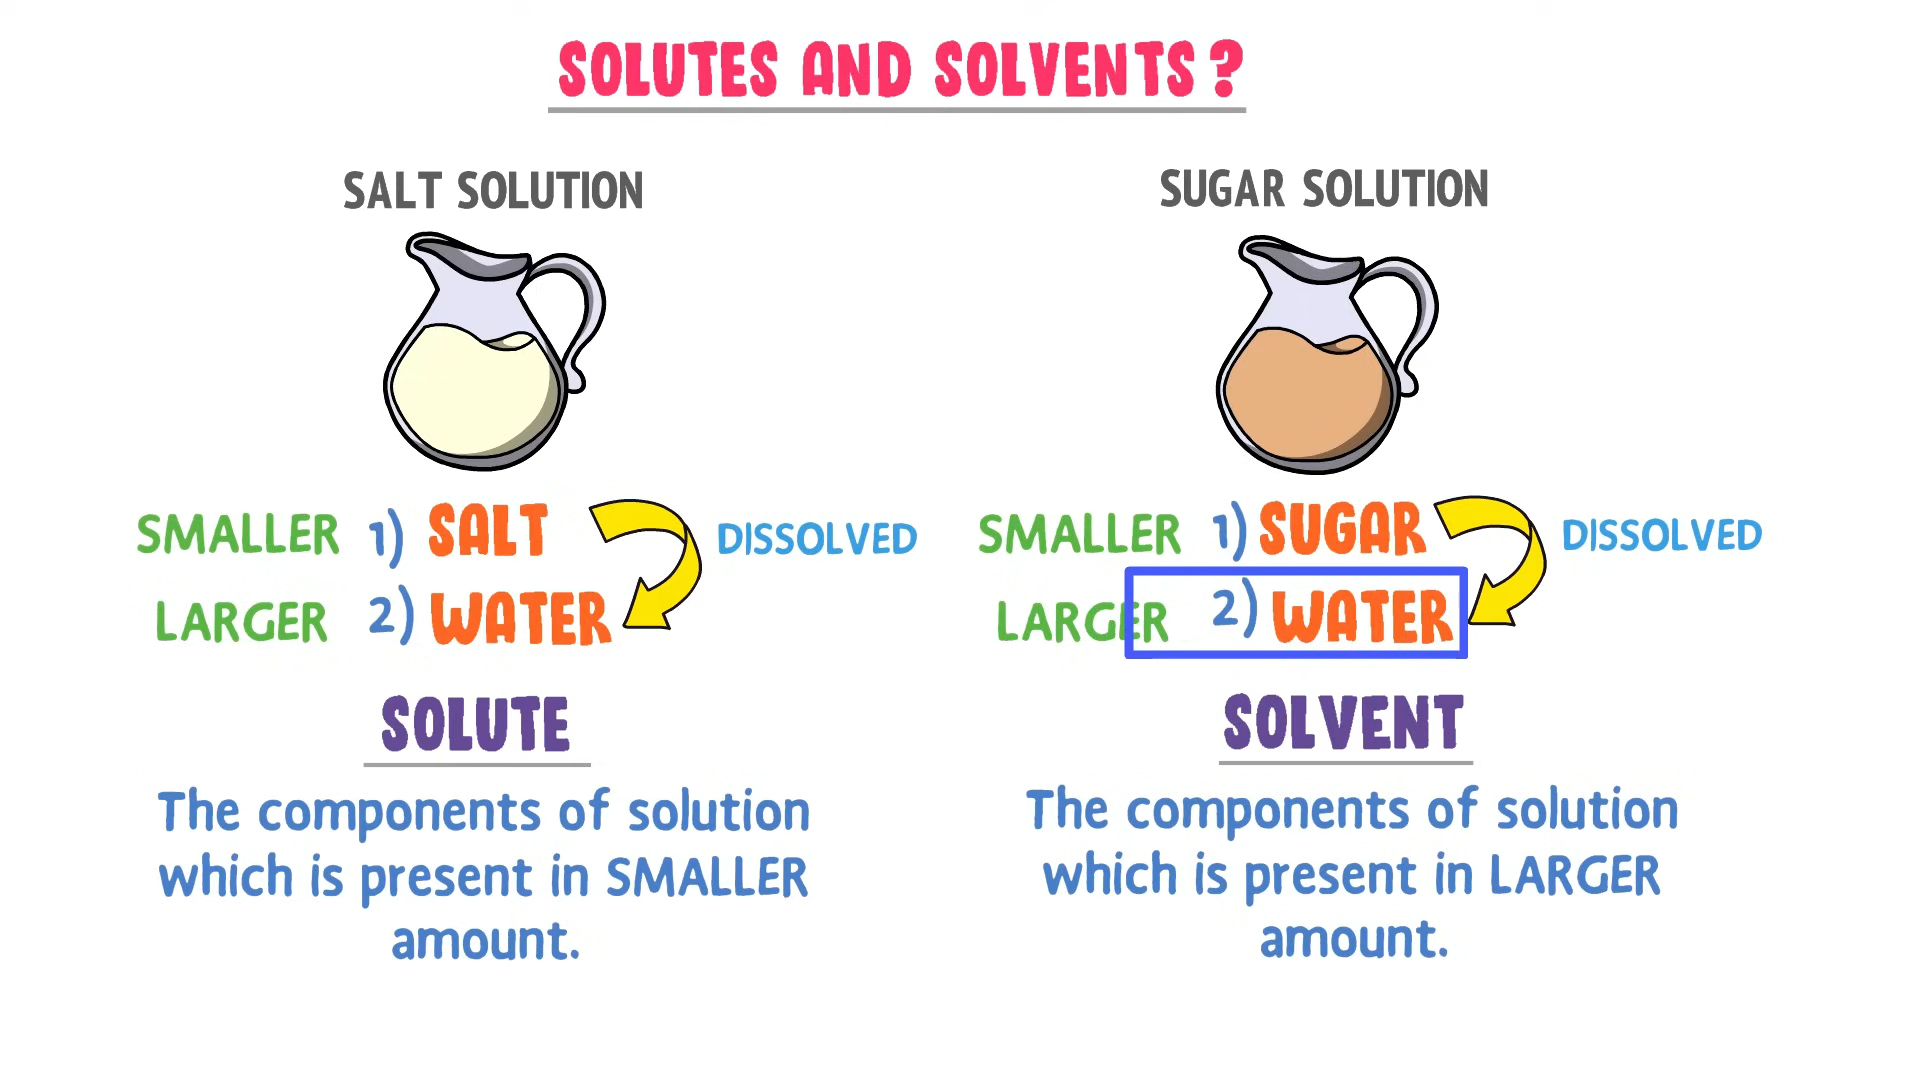 SOLUTES AND SOLVENTS?
SALT SOLUTION
SMALLER 1) SALT DISSOLVED
LARGER 2) WATER
SOLUTE
The components of solution
which is present in SMALLER
amount.
SUGAR SOLUTION
SMALLER 1) SUGAR DISSOLVED
LARGER 2) WATER
SOLVENT
The components of solution
which is present in LARGER
amount.